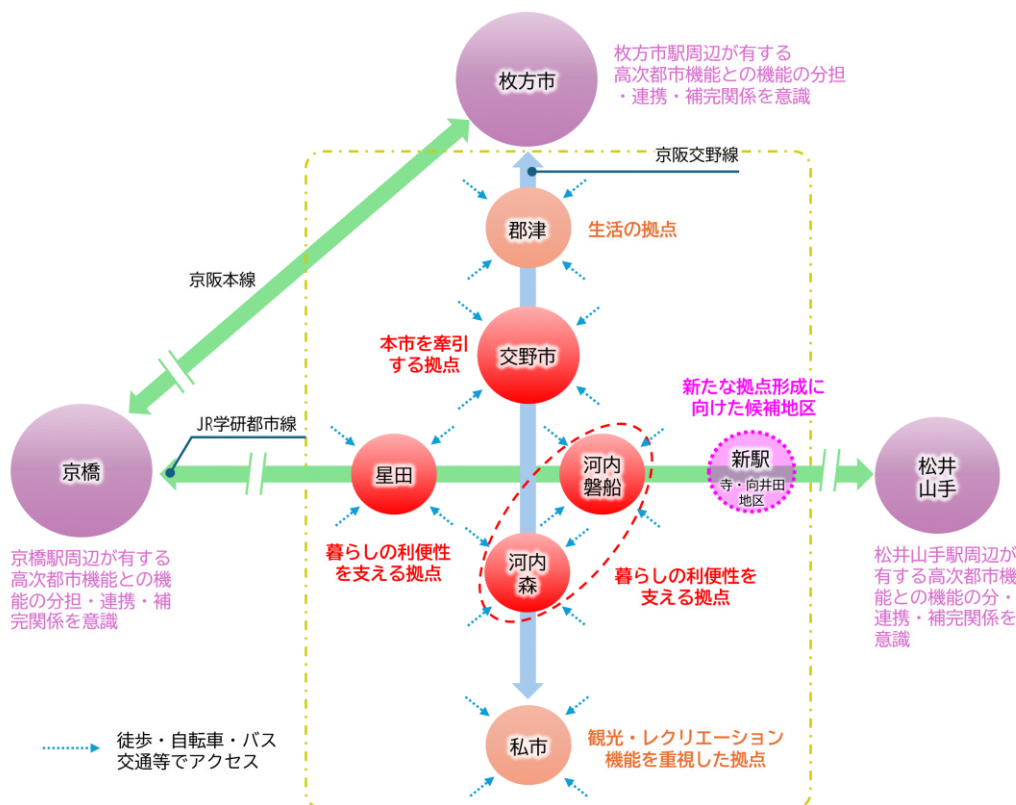 枚方市
枚方市駅周辺が有する
高次都市機能との機能の分担
・連携・補完関係を意識
京阪交野線
郡津
生活の拠点
京阪本線
本市を牽引
する拠点
交野市
新たな拠点形成に
向けた候補地区
JR学研都市線
京橋
星田
河内
磐船
新駅
寺・向井田
地区
松井
山手
京橋駅周辺が有する
高次都市機能との機
能の分担・連携・補
完関係を意識
暮らしの利便性
を支える拠点
河内
森
暮らしの利便性を
支える拠点
松井山手駅周辺が
有する高次都市機
能との機能の分・
連携・補完関係を
意識
徒歩・自転車・バス
交通等でアクセス
私市
観光・レクリエーション
機能を重視した拠点